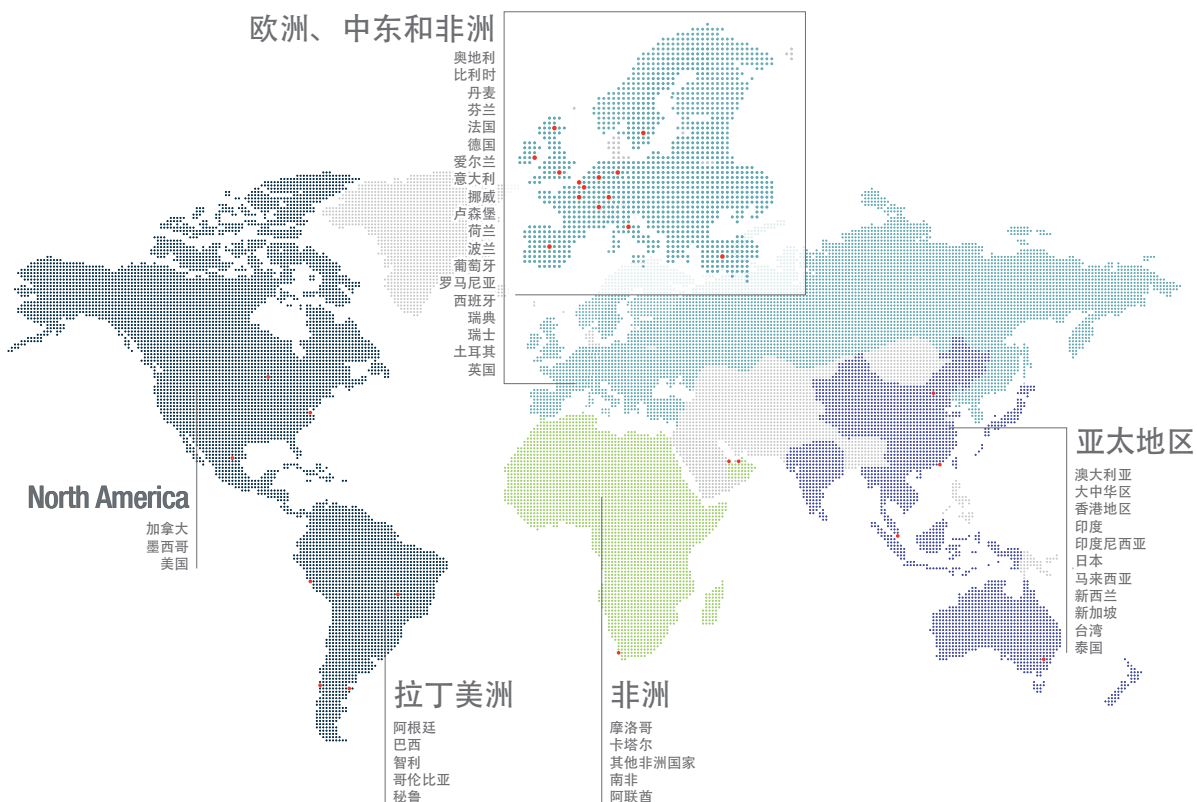 欧洲、中东和非洲
奥地利
比利时
丹麦
芬兰
法国
德国
爱尔兰
意大利
挪威
卢森堡
荷兰
波兰
葡萄牙
罗马尼亚
西班牙
瑞典
瑞士
土耳其
英国
North America
加拿大
墨西哥
美国
亚太地区
澳大利亚
大中华区
香港地区
印度
印度尼西亚
日本
马来西亚
新西兰
新加坡
台湾
泰国
拉丁美洲
阿根廷
巴西
智利
哥伦比亚
秘鲁
非洲
摩洛哥
卡塔尔
其他非洲国家
南非
阿联酋